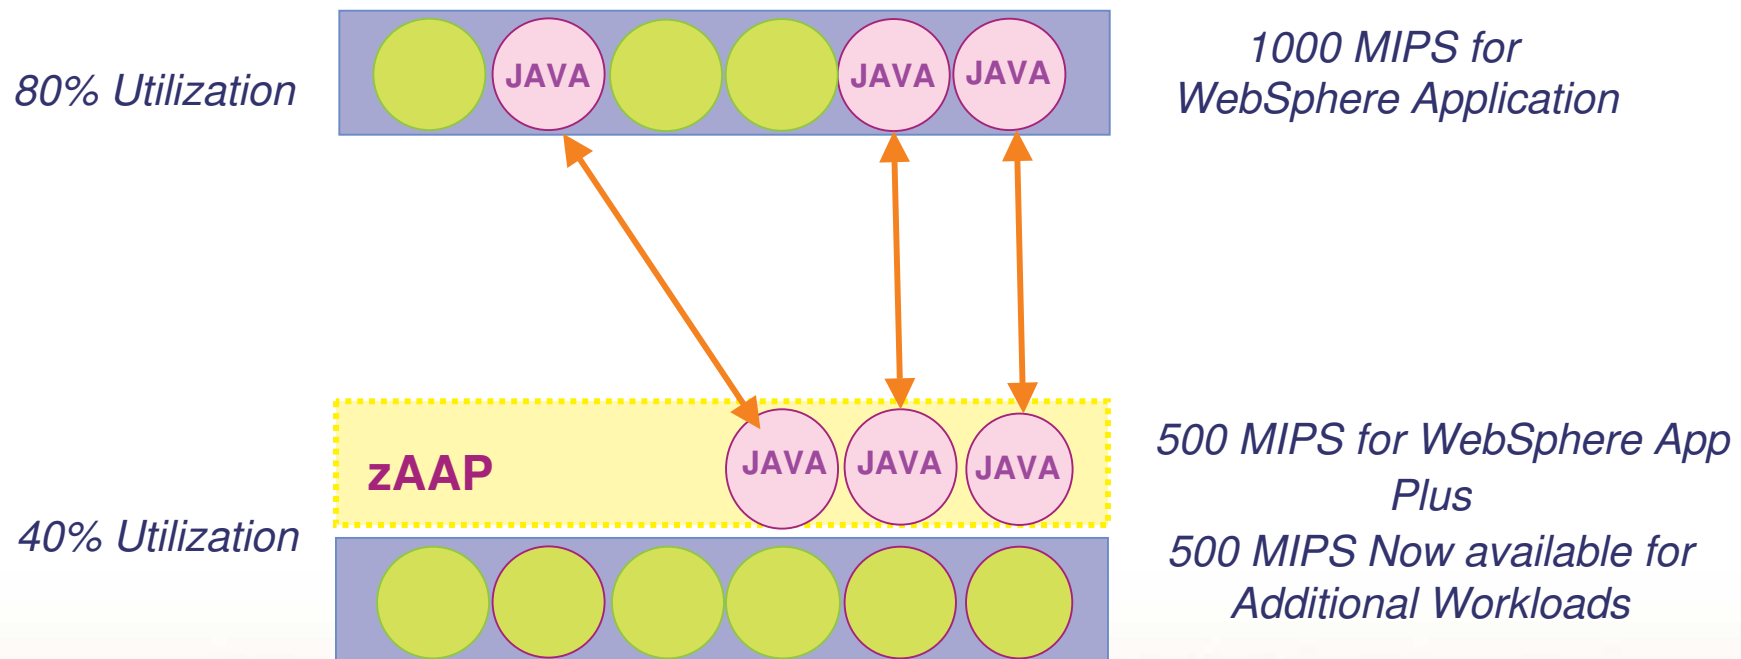 80% Utilization
JAVA
JAVA
JAVA
1000 MIPS for
WebSphere Application
zAAP
JAVA
JAVA
JAVA
40% Utilization
500 MIPS for WebSphere App
Plus
500 MIPS Now available for
Additional Workloads